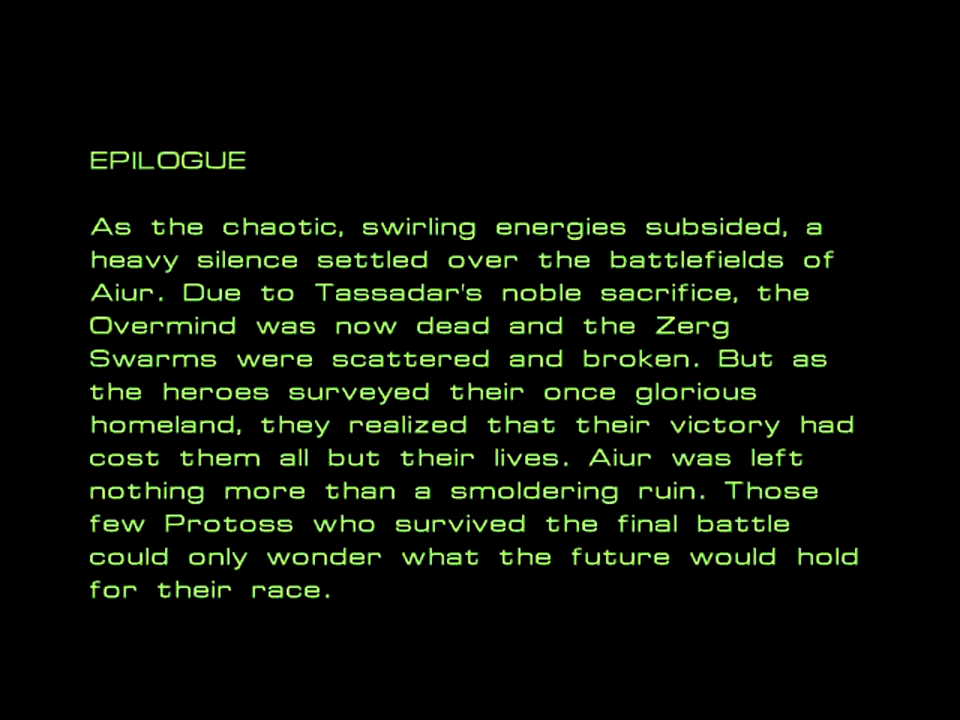 EPILOGUE
As the chaotic, swirling energies subsided, a
heavy silence settled over the battlefields of
Aiur. Due to Tassadar's noble sacrifice, the
Overmind was now dead and the Zerg
Swarms were scattered and broken. But as
the heroes surveyed their once glorious
homeland, they realized that their victory had
cost them all but their lives. Aiur was left
nothing more than a smoldering ruin. Those
few Protoss who survived the final battle
could only wonder what the future would hold
for their race.